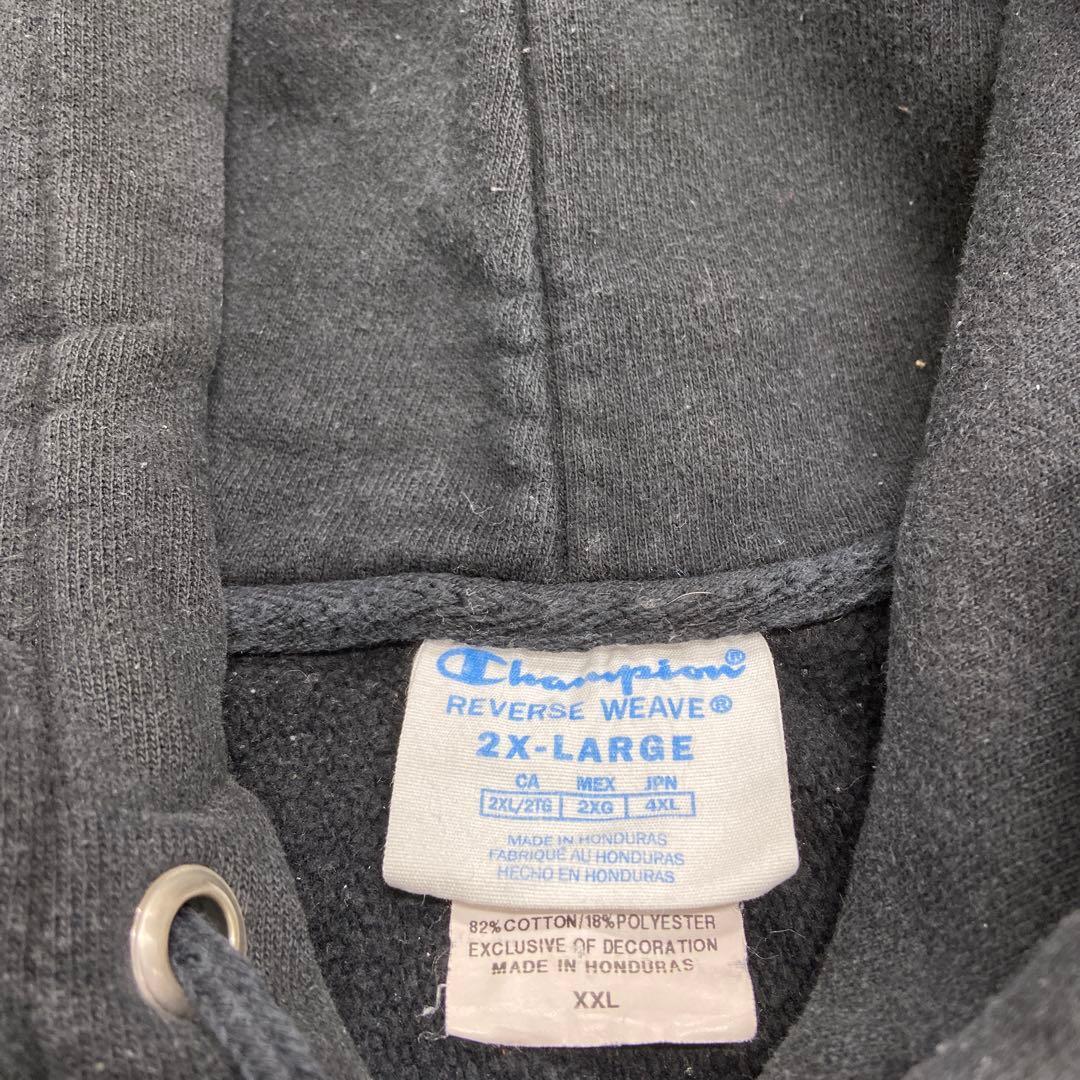 Champion®
REVERSE WEAVE®
2X-LARGE
CA MEX JPN
2XL/2TG 2XG 4XL
MADE IN HONDURAS
FABRIQUÉ AU HONDURAS
HECHO EN HONDURAS
82% COTTON/18% POLYESTER
EXCLUSIVE OF DECORATION
MADE IN HONDURAS
XXL